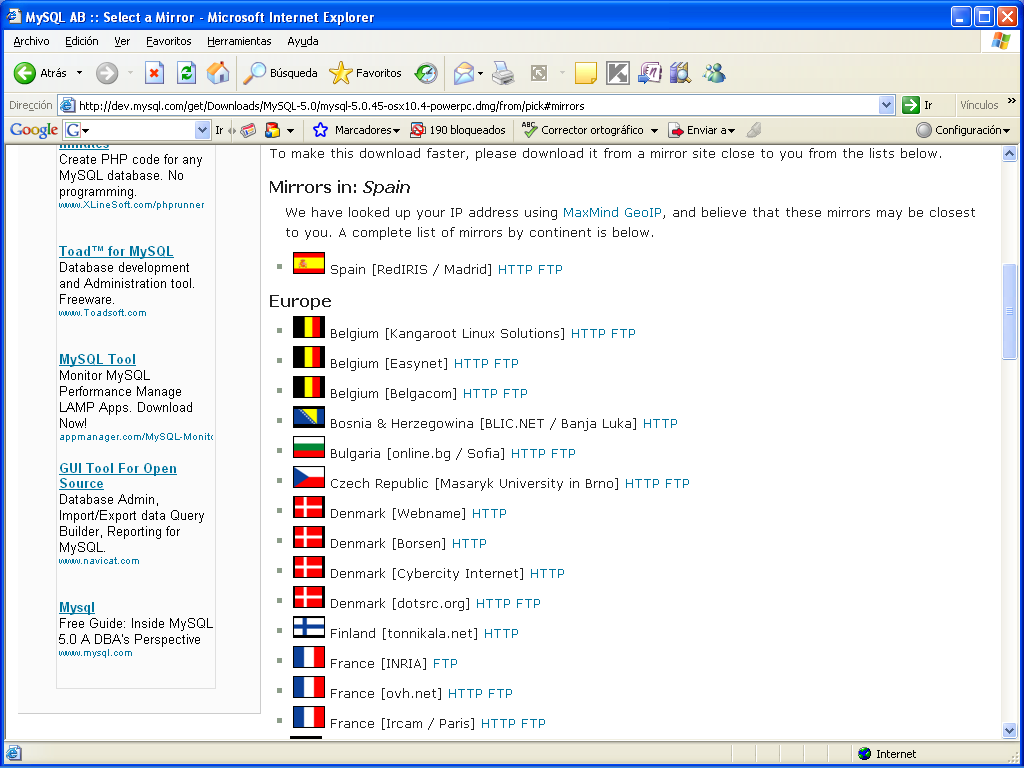 MySQL AB :: Select a Mirror - Microsoft Internet Explorer
Archivo Edición Ver Favoritos Herramientas Ayuda
Atrás Búsqueda Favoritos
Dirección http://dev.mysql.com/get/Downloads/MySQL-5.0/mysql-5.0.45-osx10.4-powerpc.dmg/from/pick#mirrors Ir Vínculos »
Google G Ir Marcadores 190 bloqueados ABC Corrector ortográfico Enviar a Configuración
minutes
Create PHP code for any
MySQL database. No
programming.
www.XLineSoft.com/phprunner
Toad™ for MySQL
Database development
and Administration tool.
Freeware.
www.Toadsoft.com
MySQL Tool
Monitor MySQL
Performance Manage
LAMP Apps. Download
Now!
appmanager.com/MySQL-Monito
GUI Tool For Open
Source
Database Admin,
Import/Export data Query
Builder, Reporting for
MySQL.
www.navicat.com
Mysql
Free Guide: Inside MySQL
5.0 A DBA's Perspective
www.mysql.com
To make this download faster, please download it from a mirror site close to you from the lists below.
Mirrors in: Spain
We have looked up your IP address using MaxMind GeoIP, and believe that these mirrors may be closest
to you. A complete list of mirrors by continent is below.
Spain [RedIRIS / Madrid] HTTP FTP
Europe
Belgium [Kangaroot Linux Solutions] HTTP FTP
Belgium [Easynet] HTTP FTP
Belgium [Belgacom] HTTP FTP
Bosnia & Herzegowina [BLIC.NET / Banja Luka] HTTP
Bulgaria [online.bg / Sofia] HTTP FTP
Czech Republic [Masaryk University in Brno] HTTP FTP
Denmark [Webname] HTTP
Denmark [Borsen] HTTP
Denmark [Cybercity Internet] HTTP
Denmark [dotsrc.org] HTTP FTP
Finland [tonnikala.net] HTTP
France [INRIA] FTP
France [ovh.net] HTTP FTP
France [Ircam / Paris] HTTP FTP
Internet